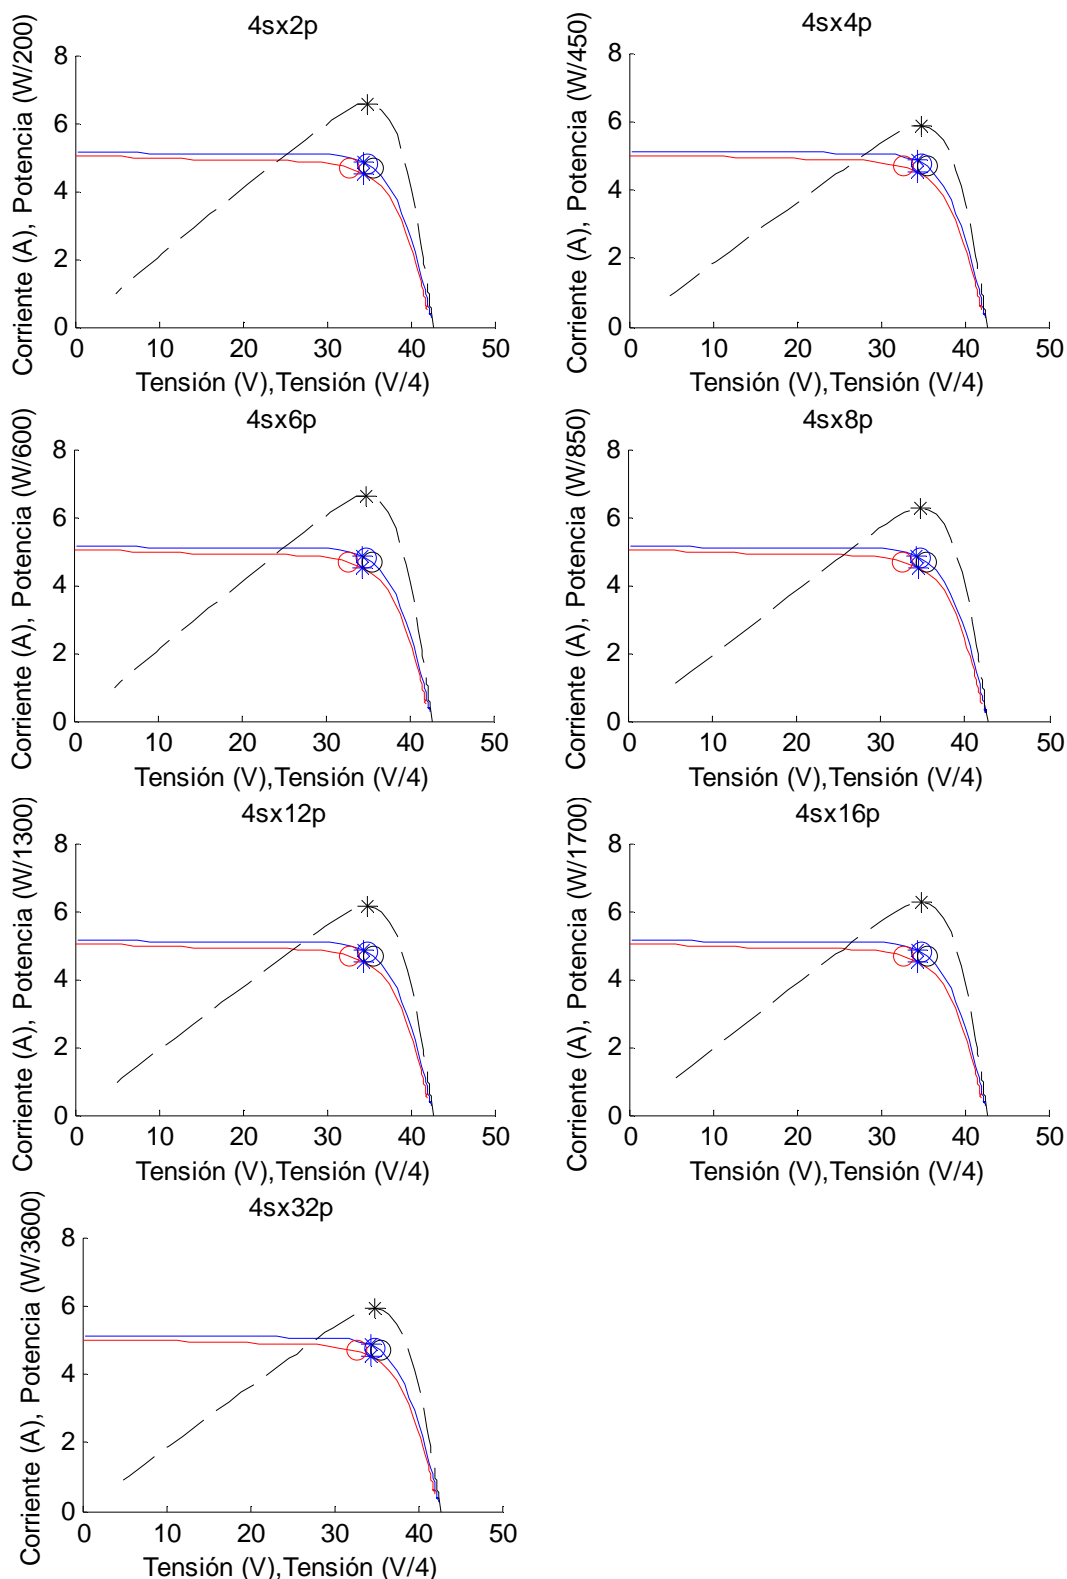 4sx2p
Corriente (A), Potencia (W/200)
8
6
4
2
0
0 10 20 30 40 50
Tensión (V),Tensión (V/4)
4sx4p
Corriente (A), Potencia (W/450)
8
6
4
2
0
0 10 20 30 40 50
Tensión (V),Tensión (V/4)
4sx6p
Corriente (A), Potencia (W/600)
8
6
4
2
0
0 10 20 30 40 50
Tensión (V),Tensión (V/4)
4sx8p
Corriente (A), Potencia (W/850)
8
6
4
2
0
0 10 20 30 40 50
Tensión (V),Tensión (V/4)
4sx12p
Corriente (A), Potencia (W/1300)
8
6
4
2
0
0 10 20 30 40 50
Tensión (V),Tensión (V/4)
4sx16p
Corriente (A), Potencia (W/1700)
8
6
4
2
0
0 10 20 30 40 50
Tensión (V),Tensión (V/4)
4sx32p
Corriente (A), Potencia (W/3600)
8
6
4
2
0
0 10 20 30 40 50
Tensión (V),Tensión (V/4)